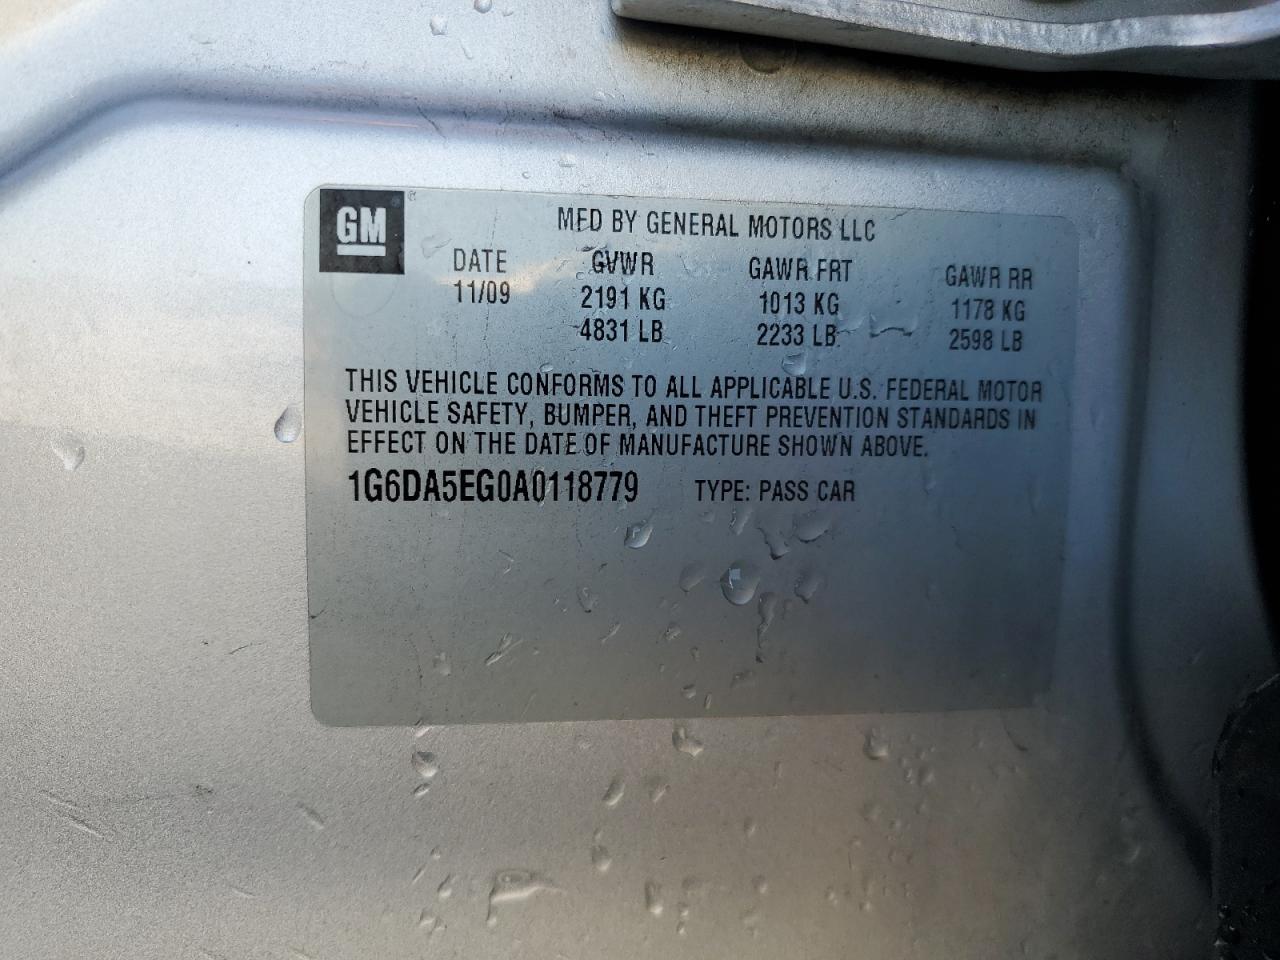 GM ®
MFD BY GENERAL MOTORS LLC
DATE GVWR GAWR FRT GAWR RR
11/09 2191 KG 1013 KG 1178 KG
4831 LB 2233 LB 2598 LB
THIS VEHICLE CONFORMS TO ALL APPLICABLE U.S. FEDERAL MOTOR
VEHICLE SAFETY, BUMPER, AND THEFT PREVENTION STANDARDS IN
EFFECT ON THE DATE OF MANUFACTURE SHOWN ABOVE.
1G6DA5EG0A0118779 TYPE: PASS CAR